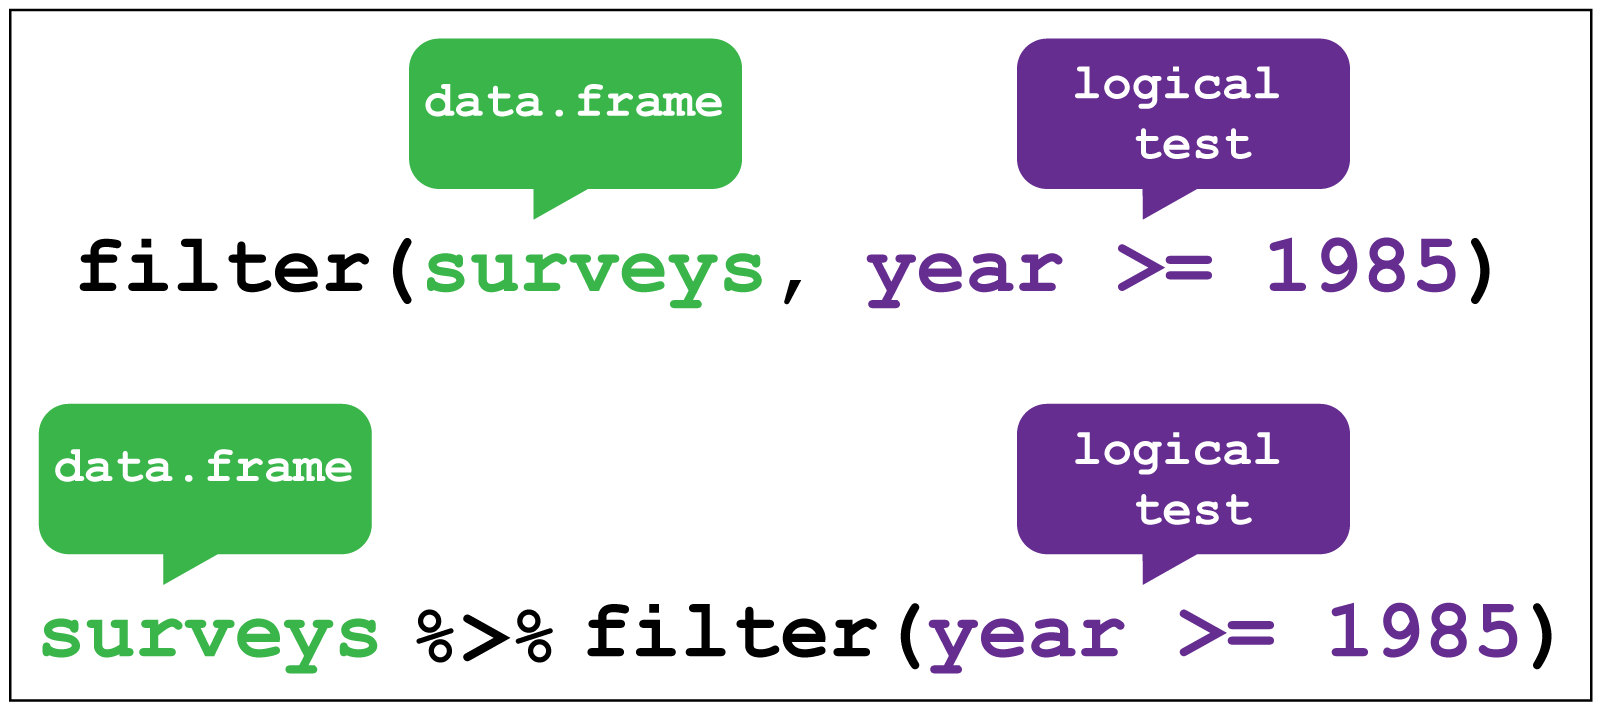 data.frame
logical
test
filter(surveys, year >= 1985)
data.frame
logical
test
surveys %>% filter(year >= 1985)